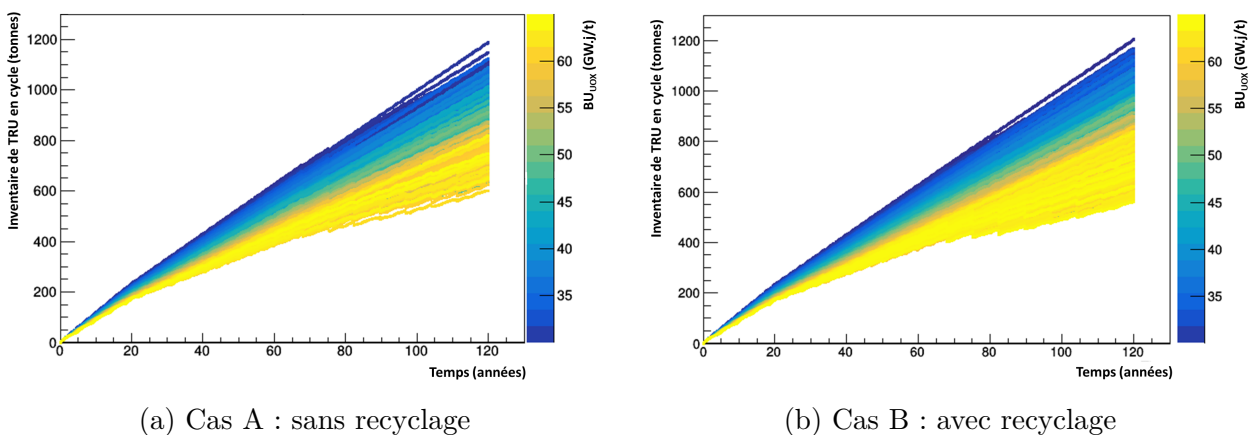 Inventaire de TRU en cycle (tonnes)
1200
1000
800
600
400
200
0
0 20 40 60 80 100 120
Temps (années)
60
55
50
45
40
35
BU_UOX (GW.j/t)
(a) Cas A : sans recyclage
Inventaire de TRU en cycle (tonnes)
1200
1000
800
600
400
200
0
0 20 40 60 80 100 120
Temps (années)
60
55
50
45
40
35
BU_UOX (GW.j/t)
(b) Cas B : avec recyclage